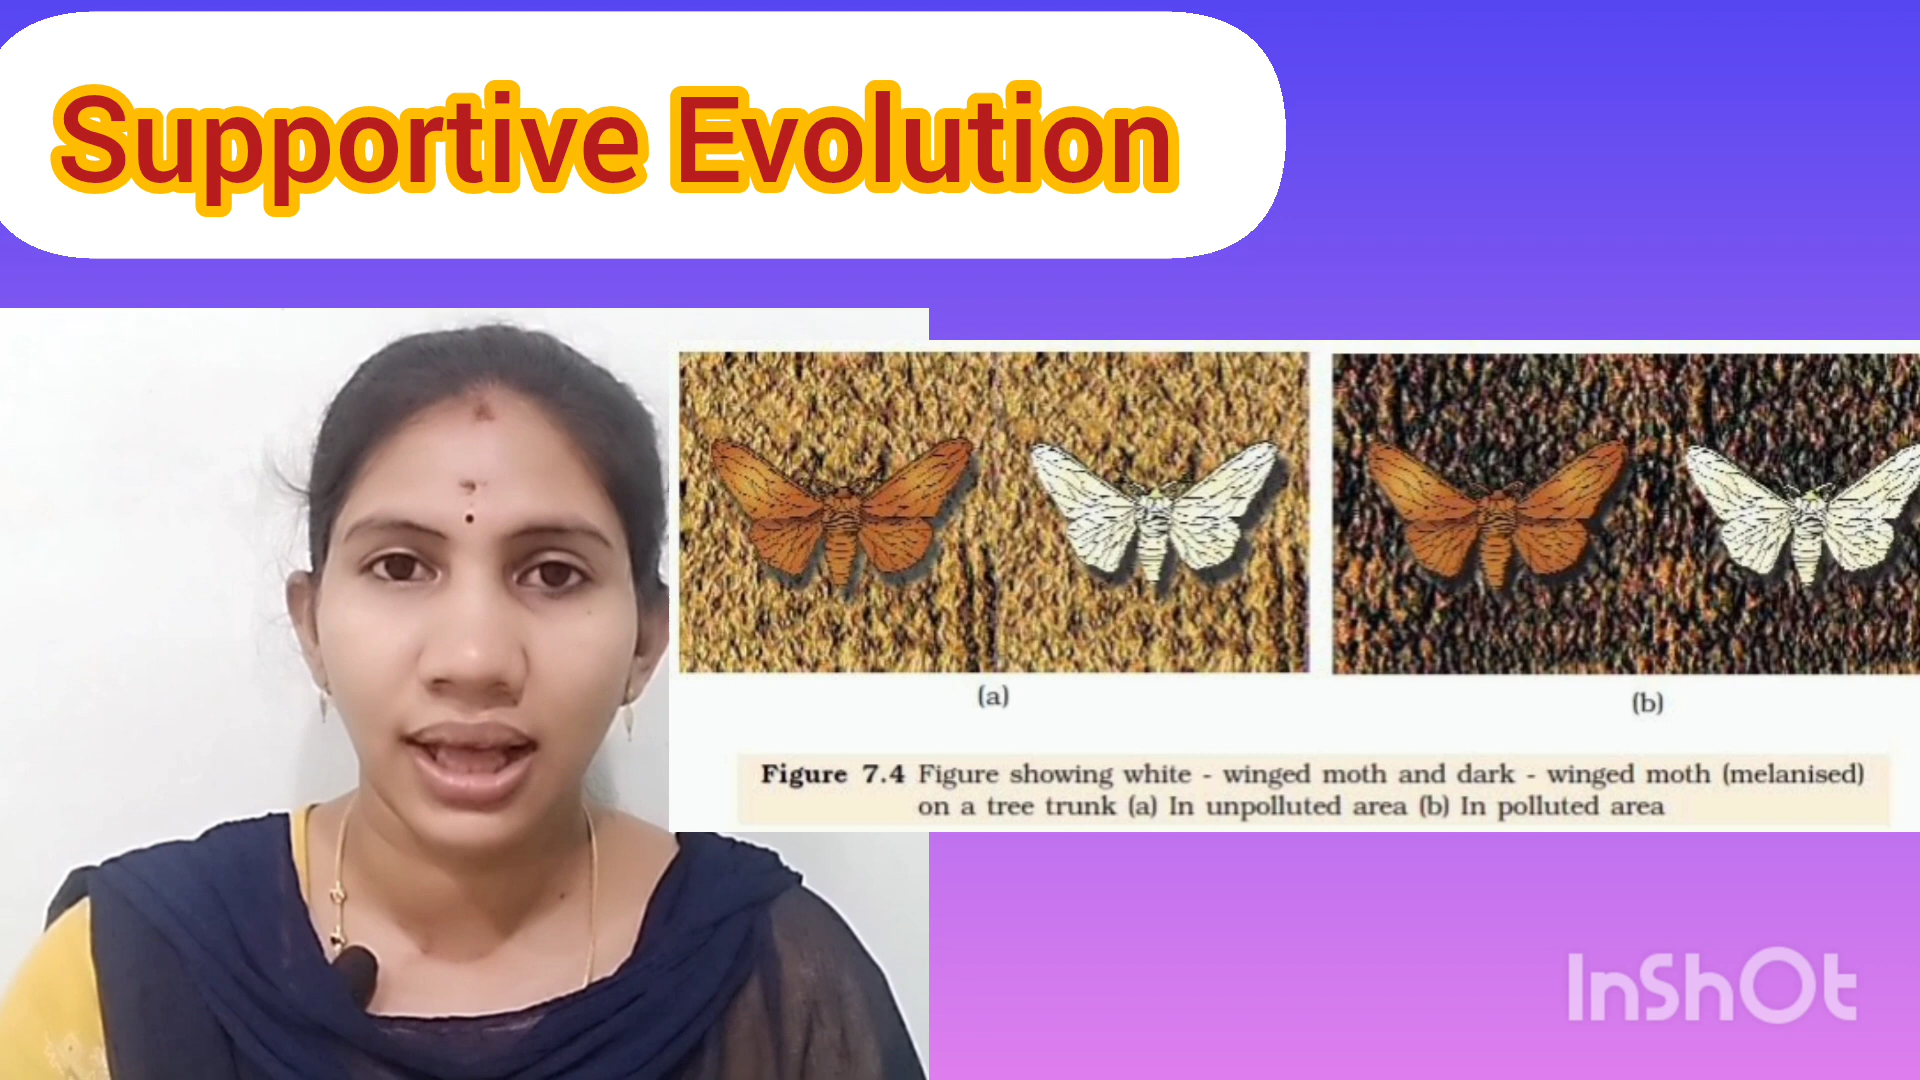 Supportive Evolution
(a)
(b)
Figure 7.4 Figure showing white - winged moth and dark - winged moth (melanised)
on a tree trunk (a) In unpolluted area (b) In polluted area
InShOt